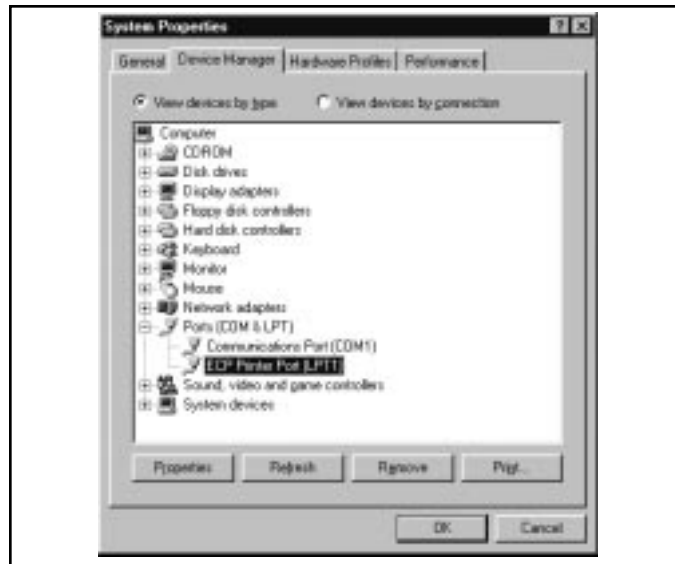 System Properties
General Device Manager Hardware Profiles Performance
View devices by type View devices by connection
Computer
CDROM
Disk drives
Display adapters
Floppy disk controllers
Hard disk controllers
Keyboard
Monitor
Mouse
Network adapters
Ports (COM & LPT)
Communications Port (COM1)
ECP Printer Port (LPT1)
Sound, video and game controllers
System devices
Properties Refresh Remove Print...
OK Cancel